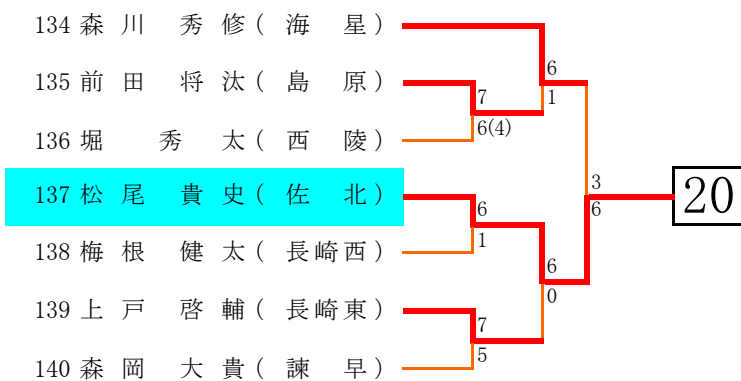 134 森川 秀修(海星)
6
135 前田 将汰(島原)
7
1
6(4)
136 堀 秀太(西陵)
3
20
137 松尾 貴史(佐北)
6
6
1
138 梅根 健太(長崎西)
6
0
139 上戸 啓輔(長崎東)
7
5
140 森岡 大貴(諫早)